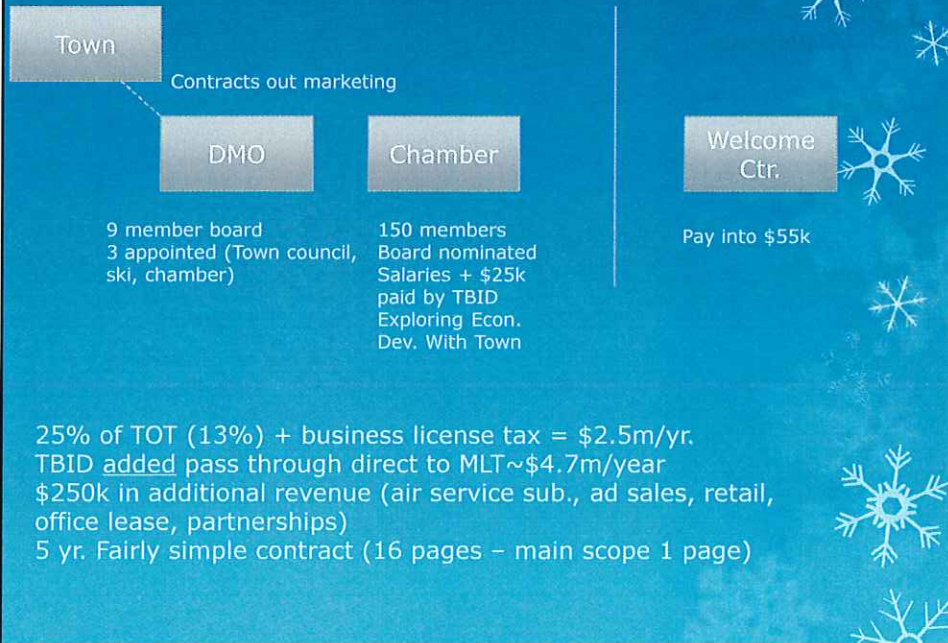 Town
Contracts out marketing
DMO
Chamber
Welcome
Ctr.
9 member board
3 appointed (Town council,
ski, chamber)
150 members
Board nominated
Salaries + $25k
paid by TBID
Exploring Econ.
Dev. With Town
Pay into $55k
25% of TOT (13%) + business license tax = $2.5m/yr.
TBID added pass through direct to MLT~$4.7m/year
$250k in additional revenue (air service sub., ad sales, retail,
office lease, partnerships)
5 yr. Fairly simple contract (16 pages – main scope 1 page)